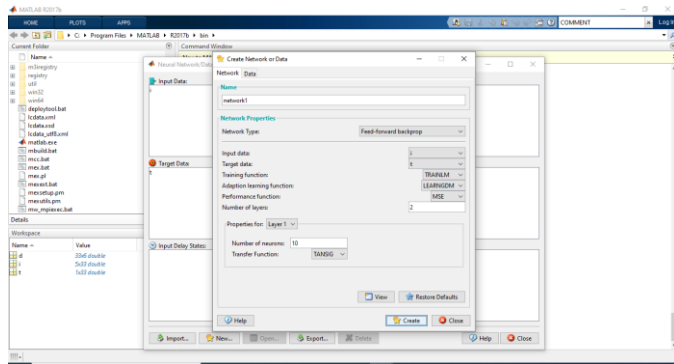 MATLAB R2017b
HOME PLOTS APPS COMMENT Log In
C: Program Files MATLAB R2017b bin
Current Folder
Name
m3iregistry
registry
util
win32
win64
deploytool.bat
lcdata.xml
lcdata.xsd
lcdata_utf8.xml
matlab.exe
mbuild.bat
mcc.bat
mex.bat
mex.pl
mexext.bat
mexsetup.pm
mexutils.pm
mw_mpiexec.bat
Details
Workspace
Name Value
d 33x6 double
i 5x33 double
t 1x33 double
Command Window
Neural Network/Data
Input Data:
i
Target Data:
t
Input Delay States:
Import... New... Open... Export... Delete Help Close
Create Network or Data
Network Data
Name
network1
Network Properties
Network Type: Feed-forward backprop
Input data: i
Target data: t
Training function: TRAINLM
Adaption learning function: LEARNGDM
Performance function: MSE
Number of layers: 2
Properties for: Layer 1
Number of neurons: 10
Transfer Function: TANSIG
View Restore Defaults
Help Create Close